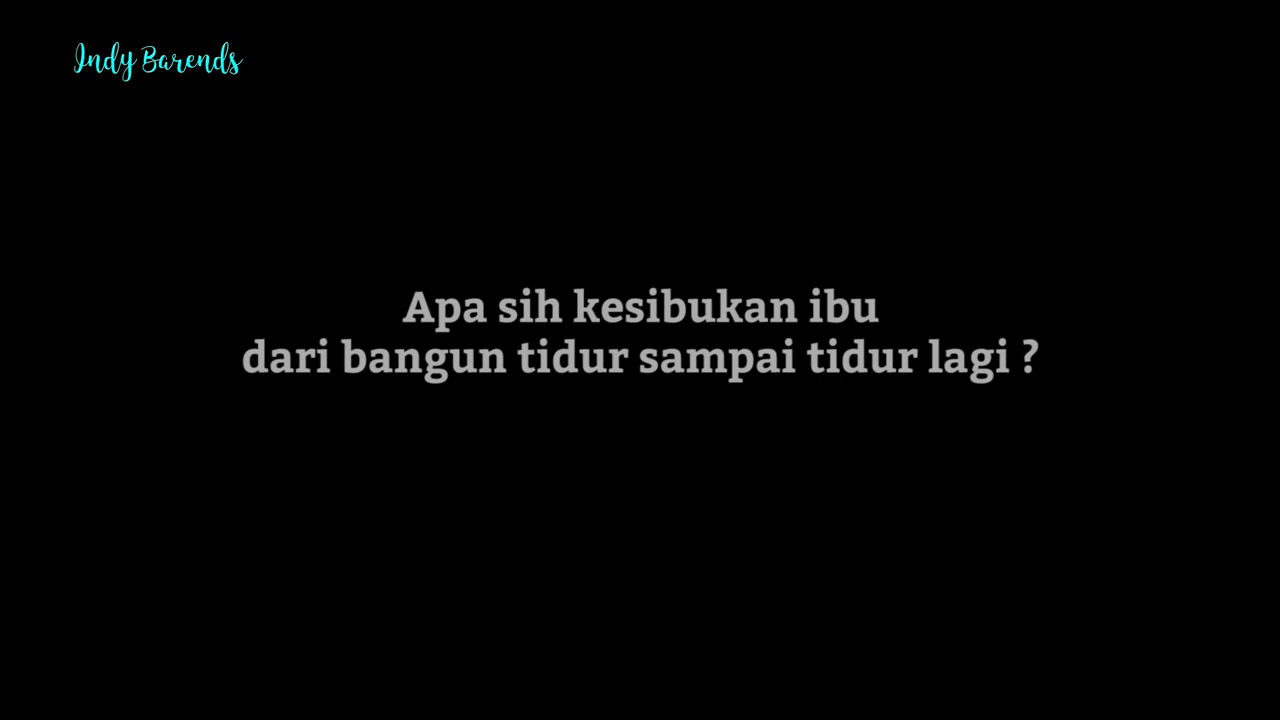 Indy Barends
Apa sih kesibukan ibu
dari bangun tidur sampai tidur lagi ?